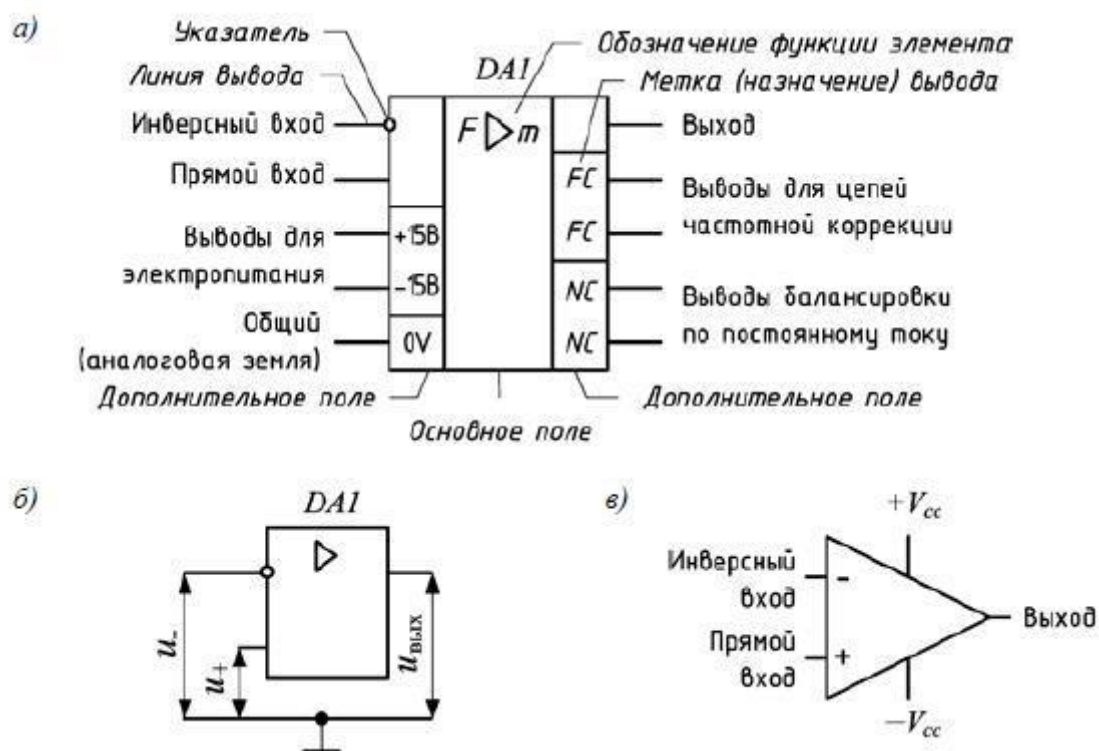 а)
Указатель
Линия вывода
Инверсный вход
Прямой вход
Выводы для
электропитания
Общий
(аналоговая земля)
Дополнительное поле
DA1
F ▷ m
+15В
-15В
0V
FC
FC
NC
NC
Обозначение функции элемента
Метка (назначение) вывода
Выход
Выводы для цепей
частотной коррекции
Выводы балансировки
по постоянному току
Дополнительное поле
Основное поле
б)
DA1
▷
u₋
u₊
uвых
в)
+Vcc
Инверсный
вход
-
Прямой
вход
+
Выход
−Vcc